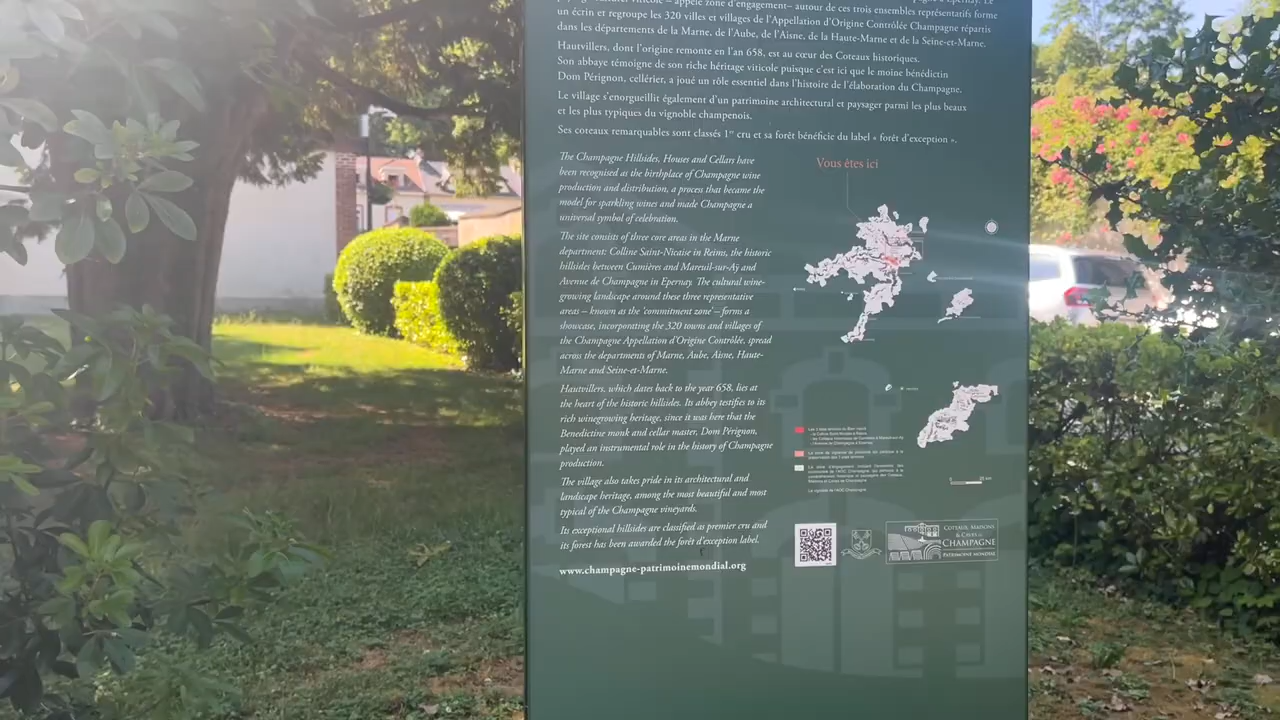 paysage culturel viticole – appelé zone d'engagement– autour de ces trois ensembles représentatifs forme
un écrin et regroupe les 320 villes et villages de l'Appellation d'Origine Contrôlée Champagne répartis
dans les départements de la Marne, de l'Aube, de l'Aisne, de la Haute-Marne et de la Seine-et-Marne.
Hautvillers, dont l'origine remonte en l'an 658, est au cœur des Coteaux historiques.
Son abbaye témoigne de son riche héritage viticole puisque c'est ici que le moine bénédictin
Dom Pérignon, cellérier, a joué un rôle essentiel dans l'histoire de l'élaboration du Champagne.
Le village s'enorgueillit également d'un patrimoine architectural et paysager parmi les plus beaux
et les plus typiques du vignoble champenois.
Ses coteaux remarquables sont classés 1er cru et sa forêt bénéficie du label « forêt d'exception ».
The Champagne Hillsides, Houses and Cellars have
been recognised as the birthplace of Champagne wine
production and distribution, a process that became the
model for sparkling wines and made Champagne a
universal symbol of celebration.
The site consists of three core areas in the Marne
department: Colline Saint-Nicaise in Reims, the historic
hillsides between Cumières and Mareuil-sur-Aÿ and
Avenue de Champagne in Epernay. The cultural wine-
growing landscape around these three representative
areas – known as the 'commitment zone' – forms a
showcase, incorporating the 320 towns and villages of
the Champagne Appellation d'Origine Contrôlée, spread
across the departments of Marne, Aube, Aisne, Haute-
Marne and Seine-et-Marne.
Hautvillers, which dates back to the year 658, lies at
the heart of the historic hillsides. Its abbey testifies to its
rich winegrowing heritage, since it was here that the
Benedictine monk and cellar master, Dom Pérignon,
played an instrumental role in the history of Champagne
production.
The village also takes pride in its architectural and
landscape heritage, among the most beautiful and most
typical of the Champagne vineyards.
Its exceptional hillsides are classified as premier cru and
its forest has been awarded the forêt d'exception label.
www.champagne-patrimoinemondial.org
Vous êtes ici
COTEAUX, MAISONS
& CAVES DE
CHAMPAGNE
PATRIMOINE MONDIAL